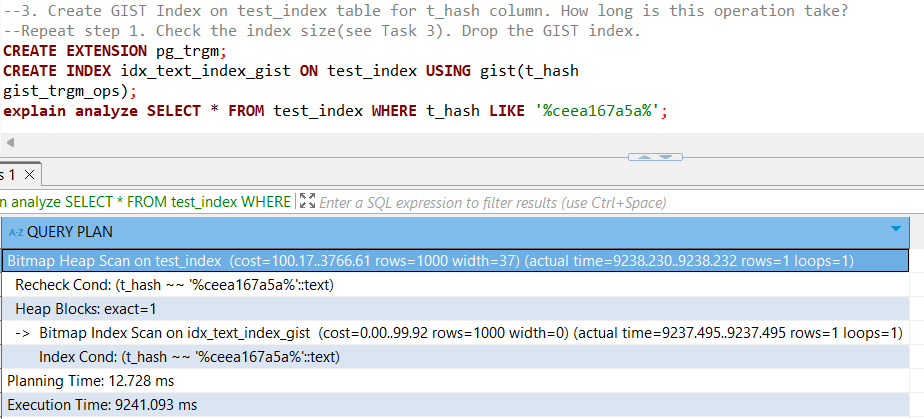 --3. Create GIST Index on test_index table for t_hash column. How long is this operation take?
--Repeat step 1. Check the index size(see Task 3). Drop the GIST index.
CREATE EXTENSION pg_trgm;
CREATE INDEX idx_text_index_gist ON test_index USING gist(t_hash
gist_trgm_ops);
explain analyze SELECT * FROM test_index WHERE t_hash LIKE '%ceea167a5a%';
s 1
n analyze SELECT * FROM test_index WHERE
Enter a SQL expression to filter results (use Ctrl+Space)
A-Z QUERY PLAN
Bitmap Heap Scan on test_index (cost=100.17..3766.61 rows=1000 width=37) (actual time=9238.230..9238.232 rows=1 loops=1)
Recheck Cond: (t_hash ~~ '%ceea167a5a%'::text)
Heap Blocks: exact=1
-> Bitmap Index Scan on idx_text_index_gist (cost=0.00..99.92 rows=1000 width=0) (actual time=9237.495..9237.495 rows=1 loops=1)
Index Cond: (t_hash ~~ '%ceea167a5a%'::text)
Planning Time: 12.728 ms
Execution Time: 9241.093 ms